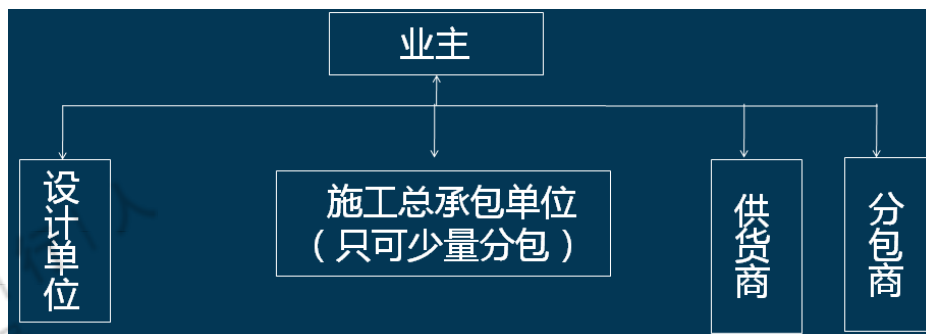 业主
设计单位
施工总承包单位
（只可少量分包）
供货商
分包商